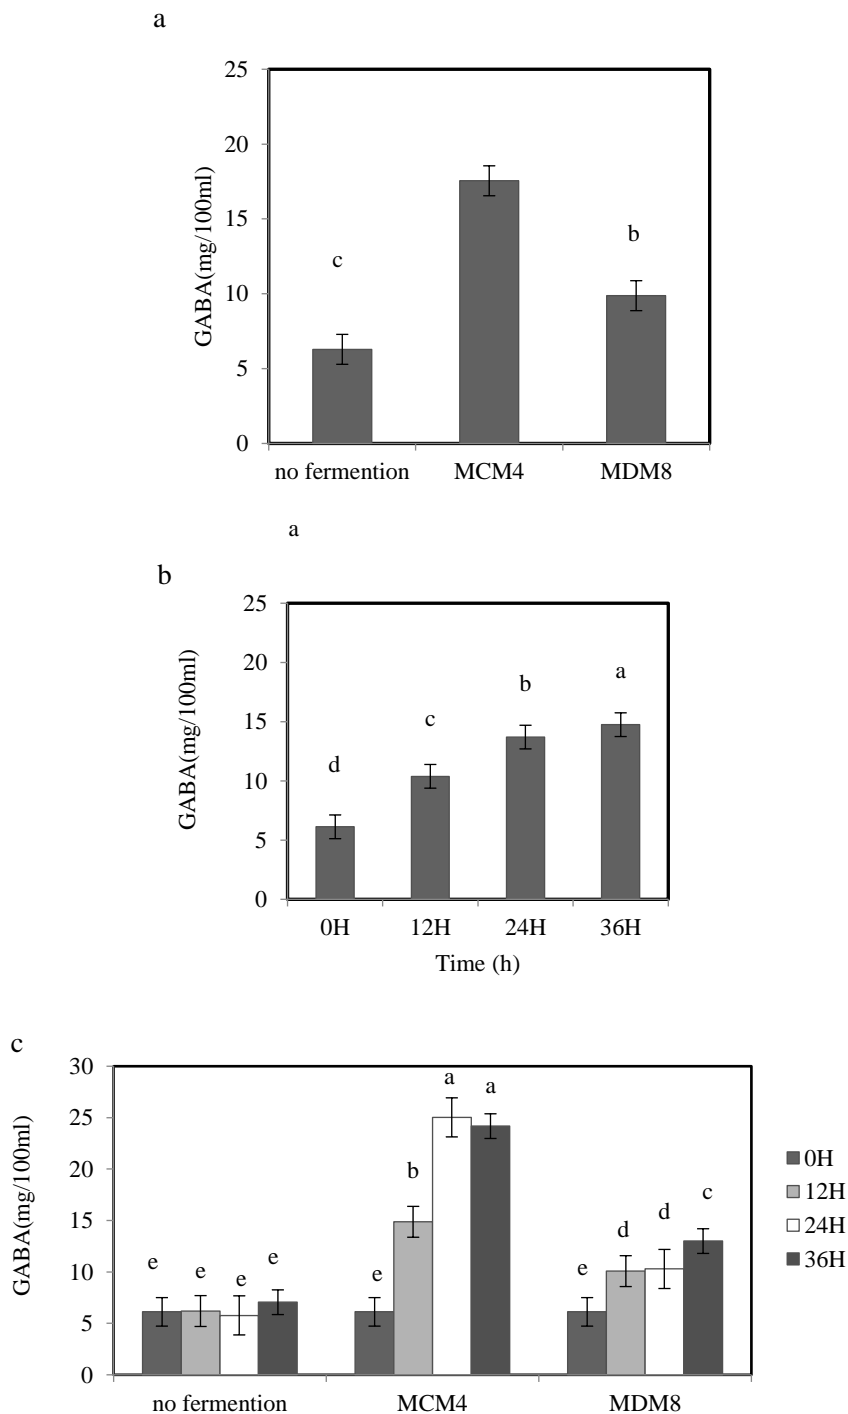 a
25
20
15
10
5
0
GABA(mg/100ml)
c
b
no fermention MCM4 MDM8
a
b
25
20
15
10
5
0
GABA(mg/100ml)
d
c
b
a
0H 12H 24H 36H
Time (h)
c
30
25
20
15
10
5
0
GABA(mg/100ml)
e e e e
e b a a
e d d c
no fermention MCM4 MDM8
0H
12H
24H
36H